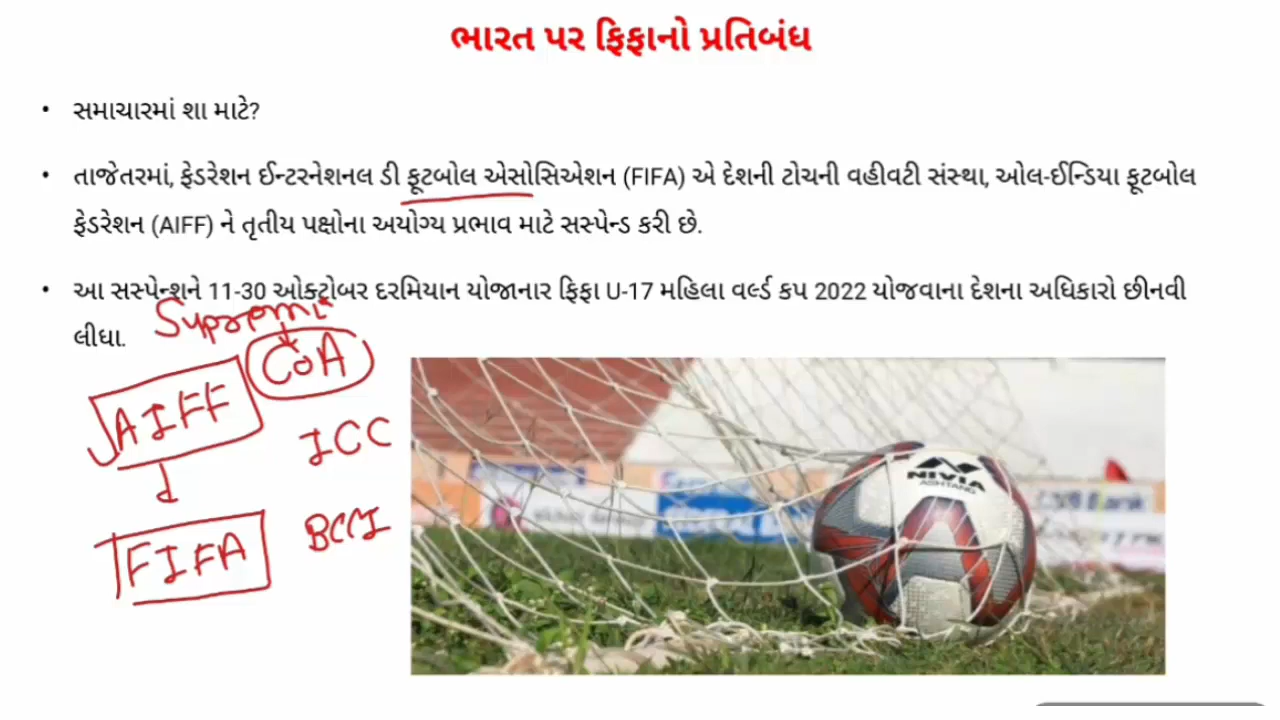 ભારત પર ફિફાનો પ્રતિબંધ
• સમાચારમાં શા માટે?
• તાજેતરમાં, ફેડરેશન ઈન્ટરનેશનલ ડી ફૂટબોલ એસોસિએશન (FIFA) એ દેશની ટોચની વહીવટી સંસ્થા, ઓલ-ઈન્ડિયા ફૂટબોલ
ફેડરેશન (AIFF) ને તૃતીય પક્ષોના અયોગ્ય પ્રભાવ માટે સસ્પેન્ડ કરી છે.
• આ સસ્પેન્શને 11-30 ઓક્ટોબર દરમિયાન યોજાનાર ફિફા U-17 મહિલા વર્લ્ડ કપ 2022 યોજવાના દેશના અધિકારો છીનવી
લીધા.
CoA
AIFF
ICC
BCCI
FIFA
NIVIA
ASHTANG
Bank